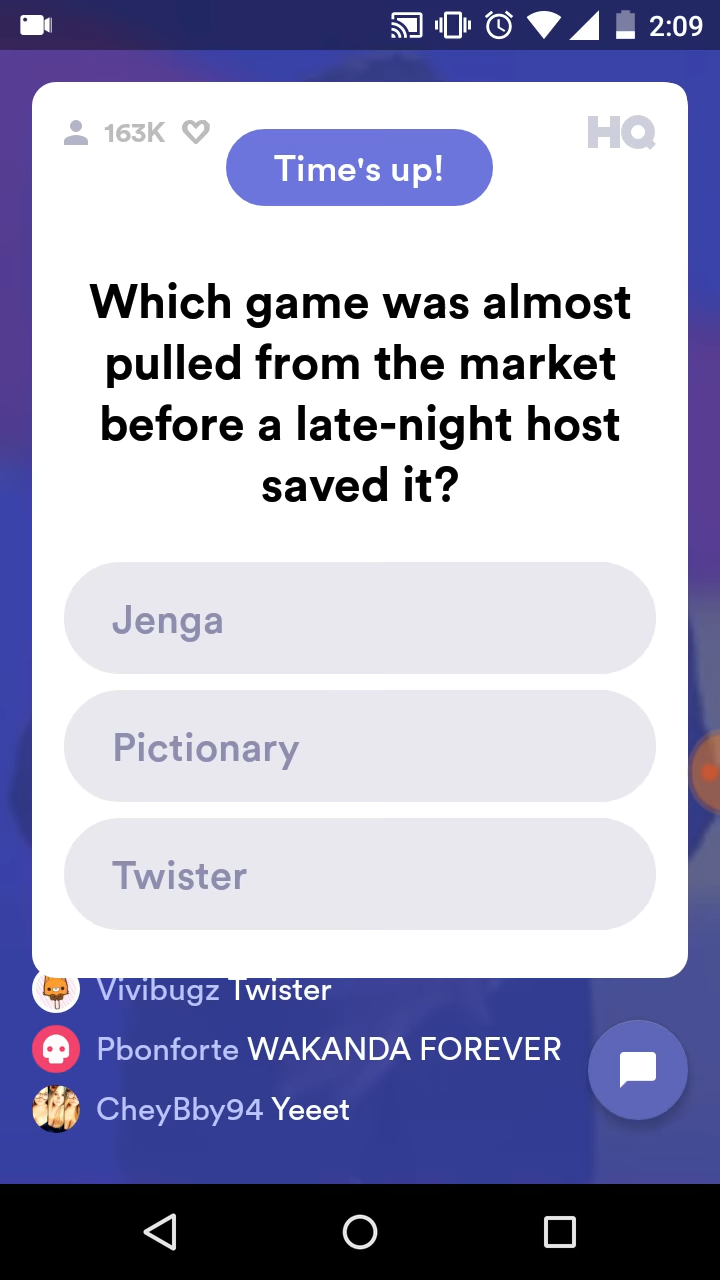 2:09
163K
HQ
Time's up!
Which game was almost
pulled from the market
before a late-night host
saved it?
Jenga
Pictionary
Twister
Vivibugz Twister
Pbonforte WAKANDA FOREVER
CheyBby94 Yeeet